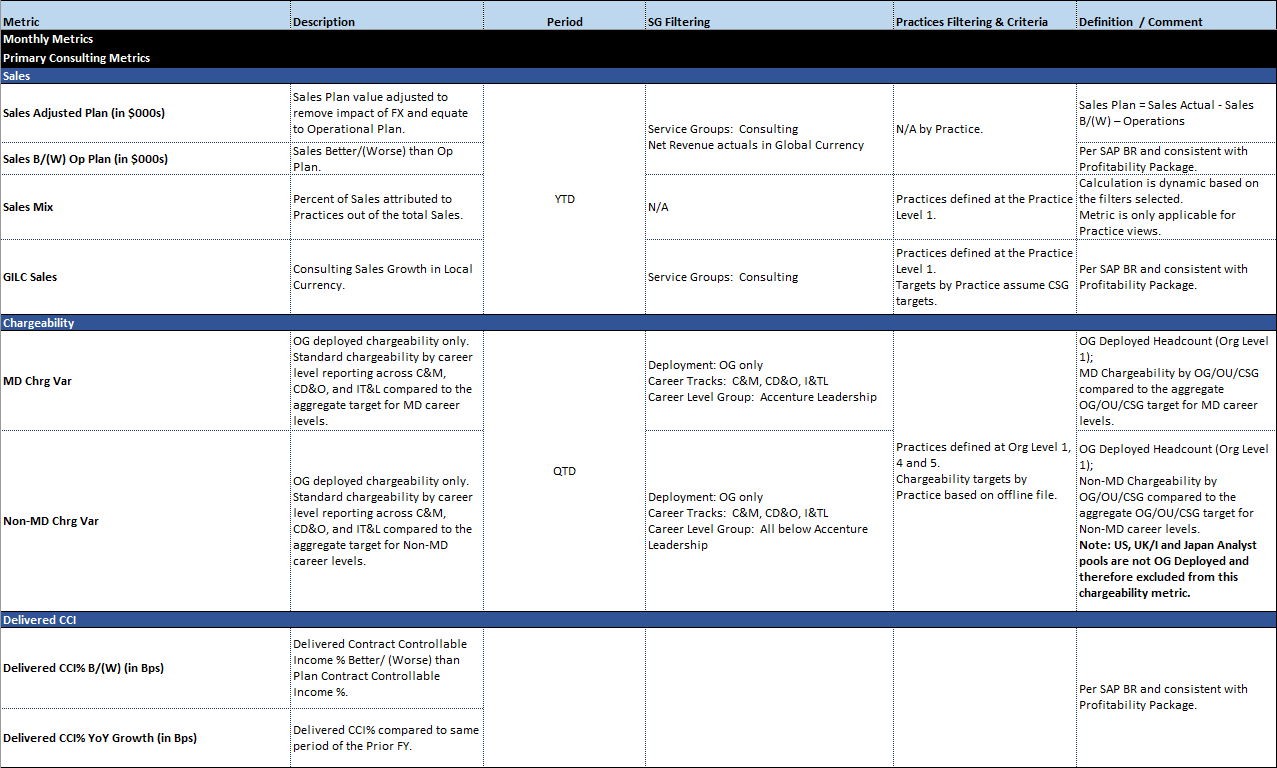 Metric
Description
Period
SG Filtering
Practices Filtering & Criteria
Definition / Comment
Monthly Metrics
Primary Consulting Metrics
Sales
Sales Adjusted Plan (in $000s)
Sales Plan value adjusted to
remove impact of FX and equate
to Operational Plan.
YTD
Service Groups: Consulting
Net Revenue actuals in Global Currency
N/A by Practice.
Sales Plan = Sales Actual - Sales
B/(W) – Operations
Sales B/(W) Op Plan (in $000s)
Sales Better/(Worse) than Op
Plan.
Per SAP BR and consistent with
Profitability Package.
Sales Mix
Percent of Sales attributed to
Practices out of the total Sales.
N/A
Practices defined at the Practice
Level 1.
Calculation is dynamic based on
the filters selected.
Metric is only applicable for
Practice views.
GILC Sales
Consulting Sales Growth in Local
Currency.
Service Groups: Consulting
Practices defined at the Practice
Level 1.
Targets by Practice assume CSG
targets.
Per SAP BR and consistent with
Profitability Package.
Chargeability
MD Chrg Var
OG deployed chargeability only.
Standard chargeability by career
level reporting across C&M,
CD&O, and IT&L compared to the
aggregate target for MD career
levels.
QTD
Deployment: OG only
Career Tracks: C&M, CD&O, I&TL
Career Level Group: Accenture Leadership
Practices defined at Org Level 1,
4 and 5.
Chargeability targets by
Practice based on offline file.
OG Deployed Headcount (Org Level
1);
MD Chargeability by OG/OU/CSG
compared to the aggregate
OG/OU/CSG target for MD career
levels.
Non-MD Chrg Var
OG deployed chargeability only.
Standard chargeability by career
level reporting across C&M,
CD&O, and IT&L compared to the
aggregate target for Non-MD
career levels.
Deployment: OG only
Career Tracks: C&M, CD&O, I&TL
Career Level Group: All below Accenture
Leadership
OG Deployed Headcount (Org Level
1);
Non-MD Chargeability by
OG/OU/CSG compared to the
aggregate OG/OU/CSG target for
Non-MD career levels.
Note: US, UK/I and Japan Analyst
pools are not OG Deployed and
therefore excluded from this
chargeability metric.
Delivered CCI
Delivered CCI% B/(W) (in Bps)
Delivered Contract Controllable
Income % Better/ (Worse) than
Plan Contract Controllable
Income %.
Per SAP BR and consistent with
Profitability Package.
Delivered CCI% YoY Growth (in Bps)
Delivered CCI% compared to same
period of the Prior FY.